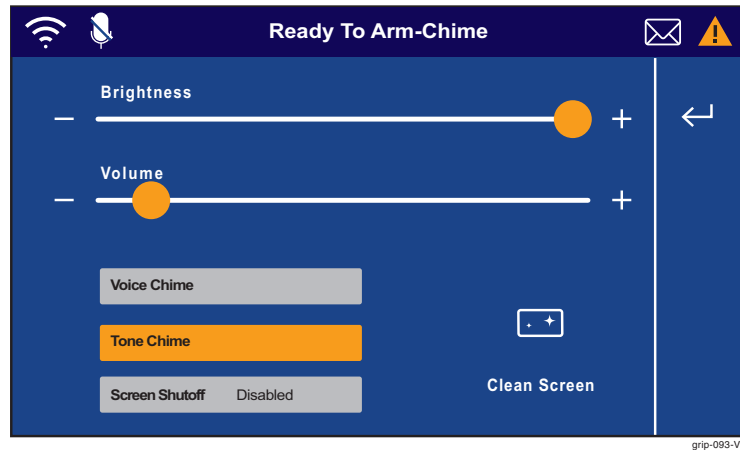 Ready To Arm-Chime
Brightness
Volume
Voice Chime
Tone Chime
Screen Shutoff Disabled
Clean Screen
grip-093-V